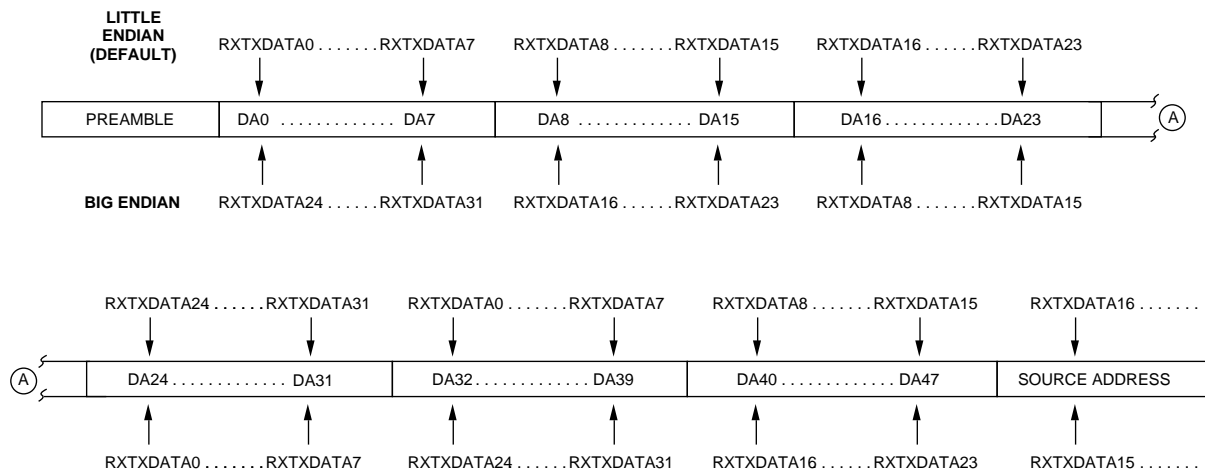 LITTLE
ENDIAN
(DEFAULT)
RXTXDATA0 . . . . . . . RXTXDATA7 RXTXDATA8 . . . . . . RXTXDATA15 RXTXDATA16 . . . . . . RXTXDATA23
PREAMBLE DA0 . . . . . . . . . . . . . DA7 DA8 . . . . . . . . . . . . . DA15 DA16 . . . . . . . . . . . . . DA23 A
BIG ENDIAN RXTXDATA24 . . . . . . RXTXDATA31 RXTXDATA16 . . . . . . RXTXDATA23 RXTXDATA8 . . . . . . . RXTXDATA15
RXTXDATA24 . . . . . . RXTXDATA31 RXTXDATA0 . . . . . . . RXTXDATA7 RXTXDATA8 . . . . . . . RXTXDATA15 RXTXDATA16 . . . . . . .
A DA24 . . . . . . . . . . . . . DA31 DA32 . . . . . . . . . . . . . DA39 DA40 . . . . . . . . . . . . . DA47 SOURCE ADDRESS
RXTXDATA0 . . . . . . . RXTXDATA7 RXTXDATA24 . . . . . . RXTXDATA31 RXTXDATA16 . . . . . . RXTXDATA23 RXTXDATA15 . . . . . . .